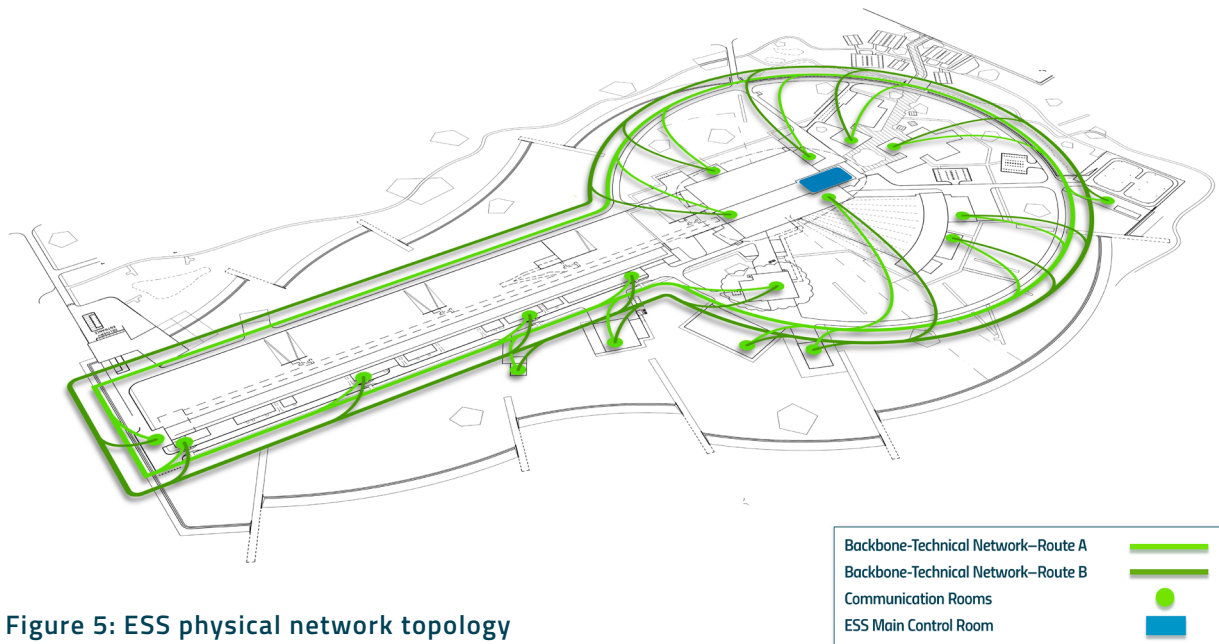 Backbone-Technical Network–Route A
Backbone-Technical Network–Route B
Communication Rooms
ESS Main Control Room
Figure 5: ESS physical network topology